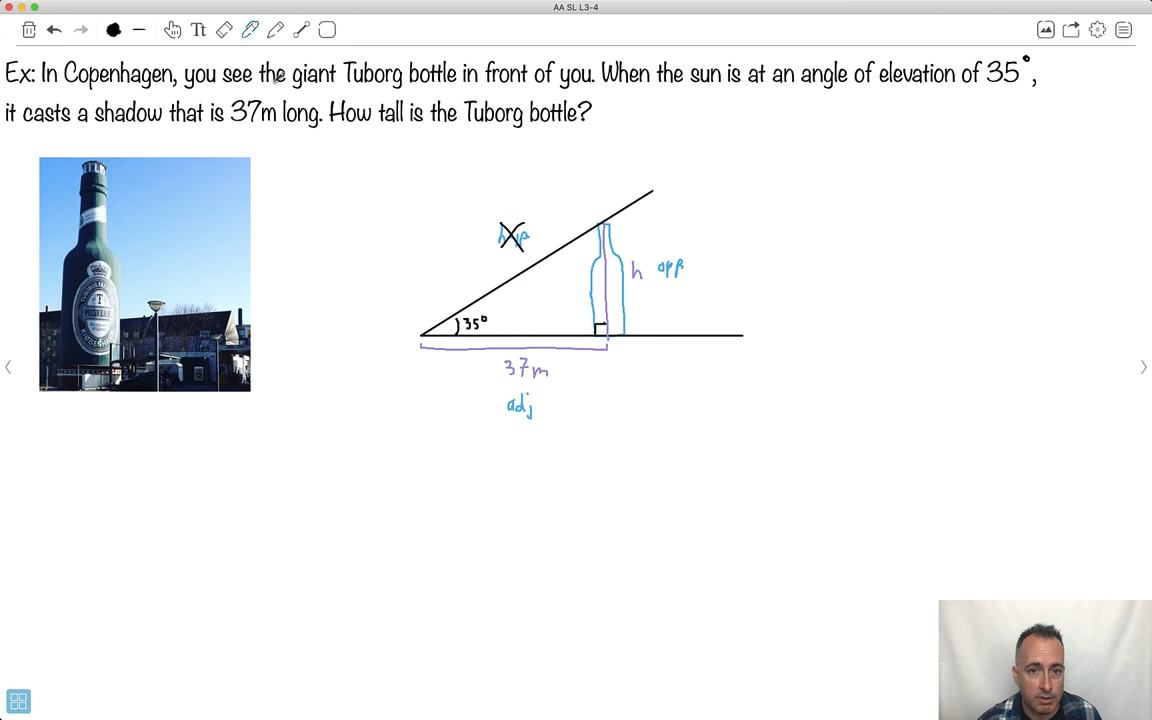 AA SL L3-4
Tt
Ex: In Copenhagen, you see the giant Tuborg bottle in front of you. When the sun is at an angle of elevation of 35°,
it casts a shadow that is 37m long. How tall is the Tuborg bottle?
hyp
h opp
35°
37m
adj